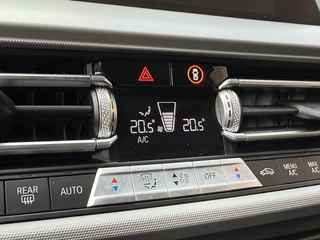 20.5° 20.5°
A/C
REAR AUTO OFF MENU A/C MAX A/C